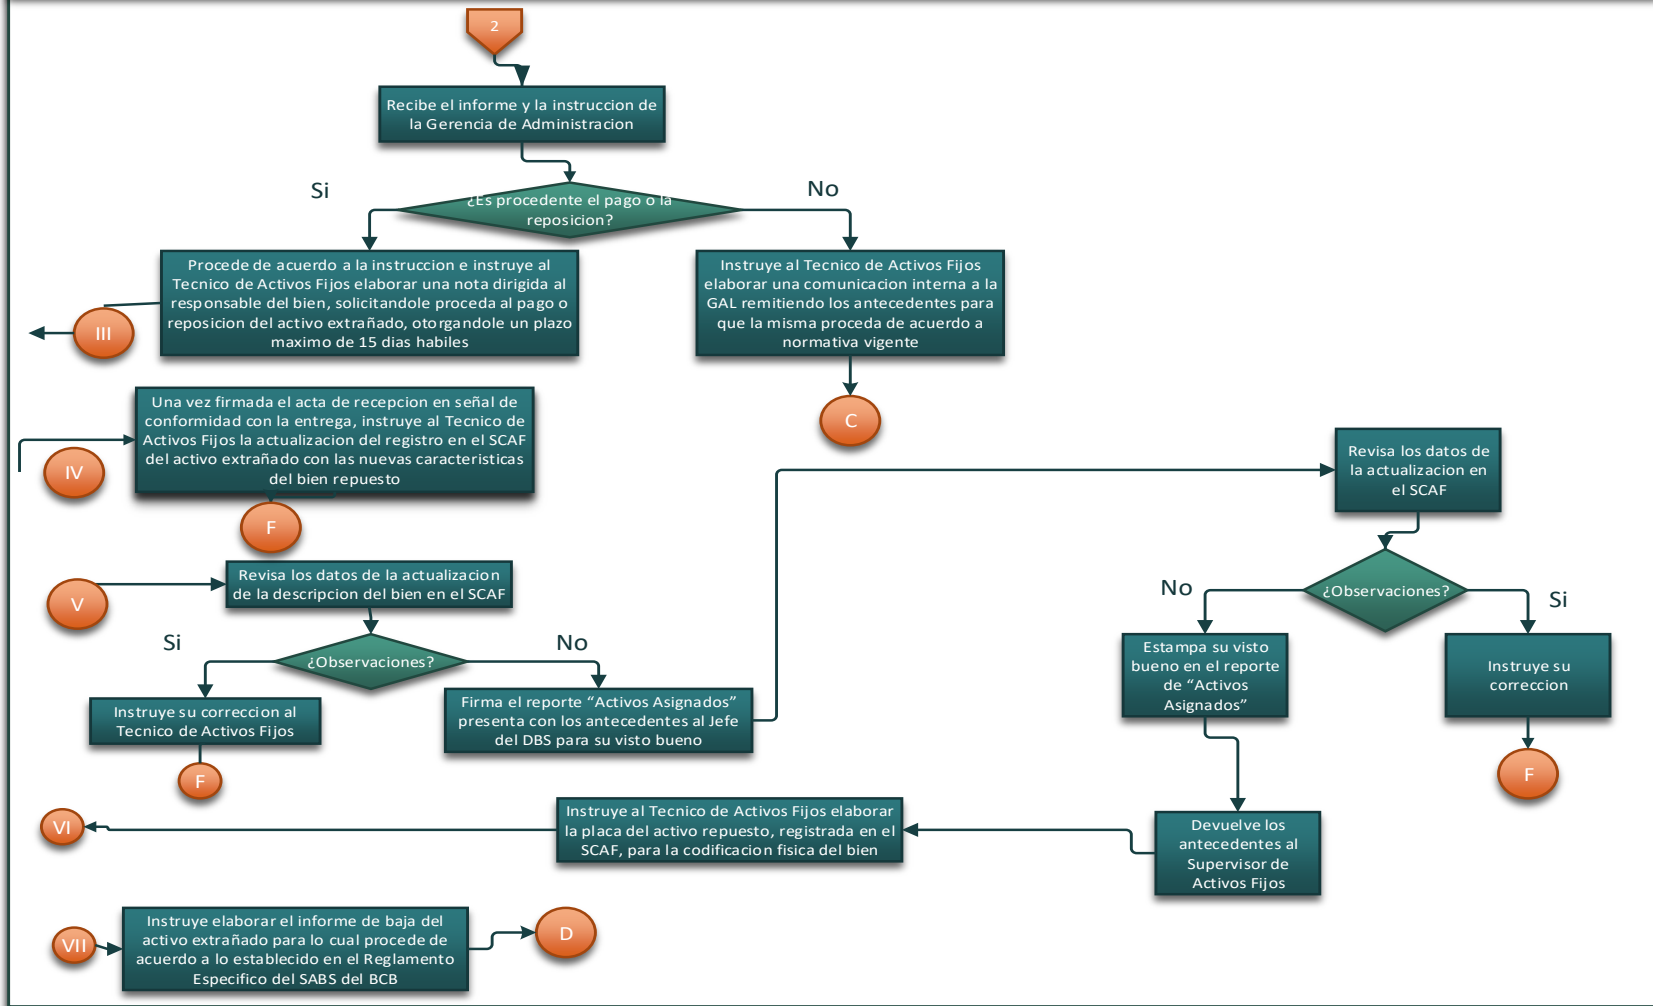 2
Recibe el informe y la instruccion de
la Gerencia de Administracion
¿Es procedente el pago o la
reposicion?
Si
No
Procede de acuerdo a la instruccion e instruye al
Tecnico de Activos Fijos elaborar una nota dirigida al
responsable del bien, solicitandole proceda al pago o
reposicion del activo extrañado, otorgandole un plazo
maximo de 15 dias habiles
III
Instruye al Tecnico de Activos Fijos
elaborar una comunicacion interna a la
GAL remitiendo los antecedentes para
que la misma proceda de acuerdo a
normativa vigente
C
IV
Una vez firmada el acta de recepcion en señal de
conformidad con la entrega, instruye al Tecnico de
Activos Fijos la actualizacion del registro en el SCAF
del activo extrañado con las nuevas caracteristicas
del bien repuesto
F
V
Revisa los datos de la actualizacion
de la descripcion del bien en el SCAF
¿Observaciones?
Si
No
Instruye su correccion al
Tecnico de Activos Fijos
F
Firma el reporte “Activos Asignados”
presenta con los antecedentes al Jefe
del DBS para su visto bueno
Revisa los datos de
la actualizacion en
el SCAF
¿Observaciones?
No
Si
Estampa su visto
bueno en el reporte
de “Activos
Asignados”
Instruye su
correccion
F
Devuelve los
antecedentes al
Supervisor de
Activos Fijos
Instruye al Tecnico de Activos Fijos elaborar
la placa del activo repuesto, registrada en el
SCAF, para la codificacion fisica del bien
VI
VII
Instruye elaborar el informe de baja del
activo extrañado para lo cual procede de
acuerdo a lo establecido en el Reglamento
Especifico del SABS del BCB
D